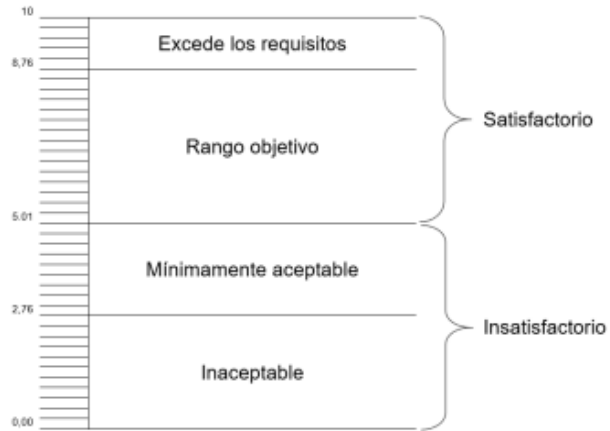 10
Excede los requisitos
8,76
Satisfactorio
Rango objetivo
5.01
Mínimamente aceptable
2,76
Insatisfactorio
Inaceptable
0,00